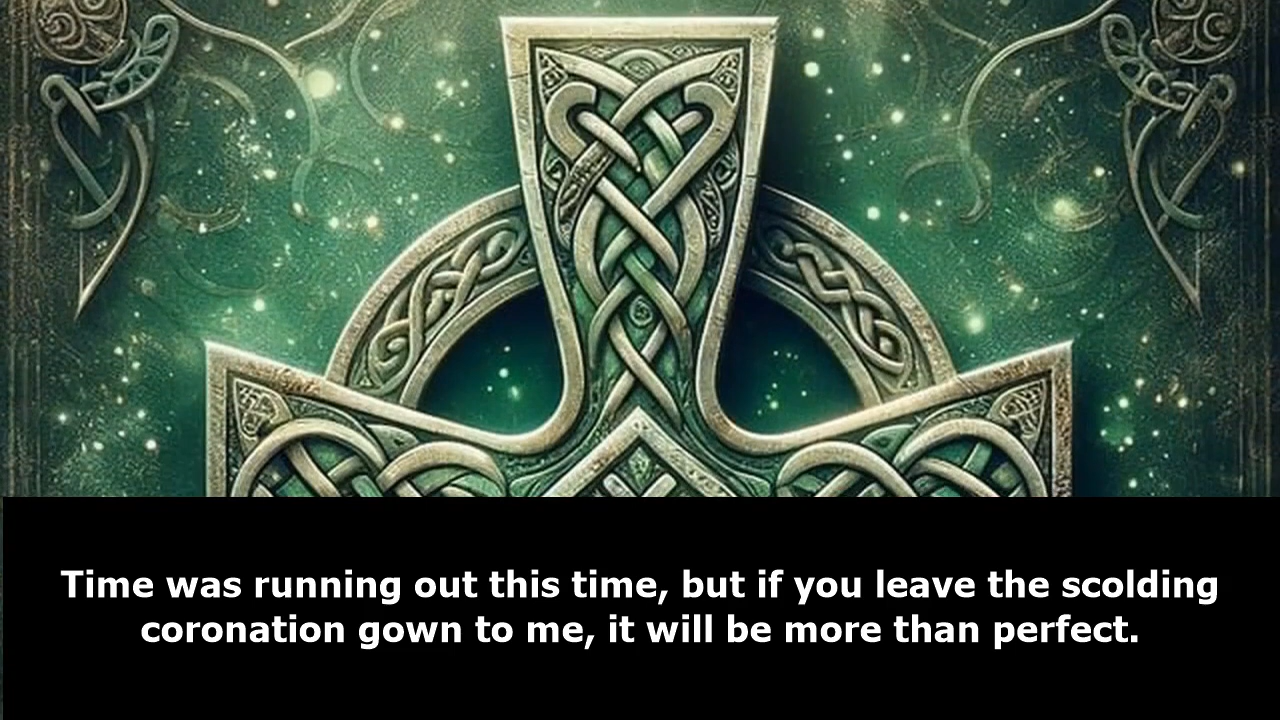 Time was running out this time, but if you leave the scolding
coronation gown to me, it will be more than perfect.